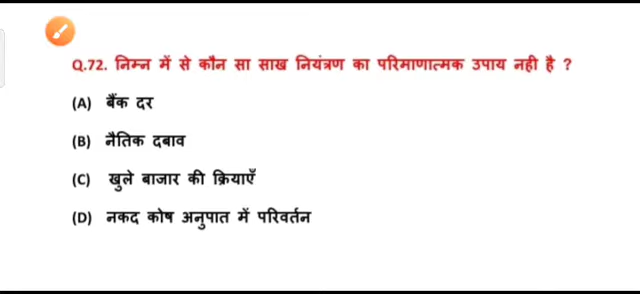 Q.72. निम्न में से कौन सा साख नियंत्रण का परिमाणात्मक उपाय नही है ?
(A) बैंक दर
(B) नैतिक दबाव
(C) खुले बाजार की क्रियाएँ
(D) नकद कोष अनुपात में परिवर्तन